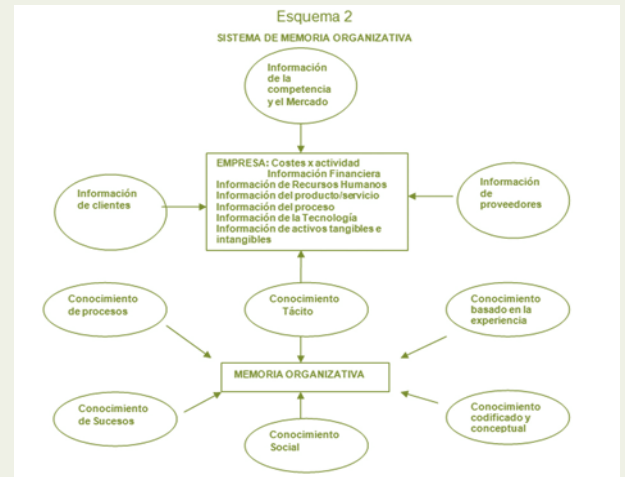 Esquema 2
SISTEMA DE MEMORIA ORGANIZATIVA
Información
de la
competencia
y el Mercado
EMPRESA: Costes x actividad
Información Financiera
Información de Recursos Humanos
Información del producto/servicio
Información del proceso
Información de la Tecnología
Información de activos tangibles e
intangibles
Información
de clientes
Información
de
proveedores
Conocimiento
de procesos
Conocimiento
Tácito
Conocimiento
basado en la
experiencia
MEMORIA ORGANIZATIVA
Conocimiento
de Sucesos
Conocimiento
Social
Conocimiento
codificado y
conceptual